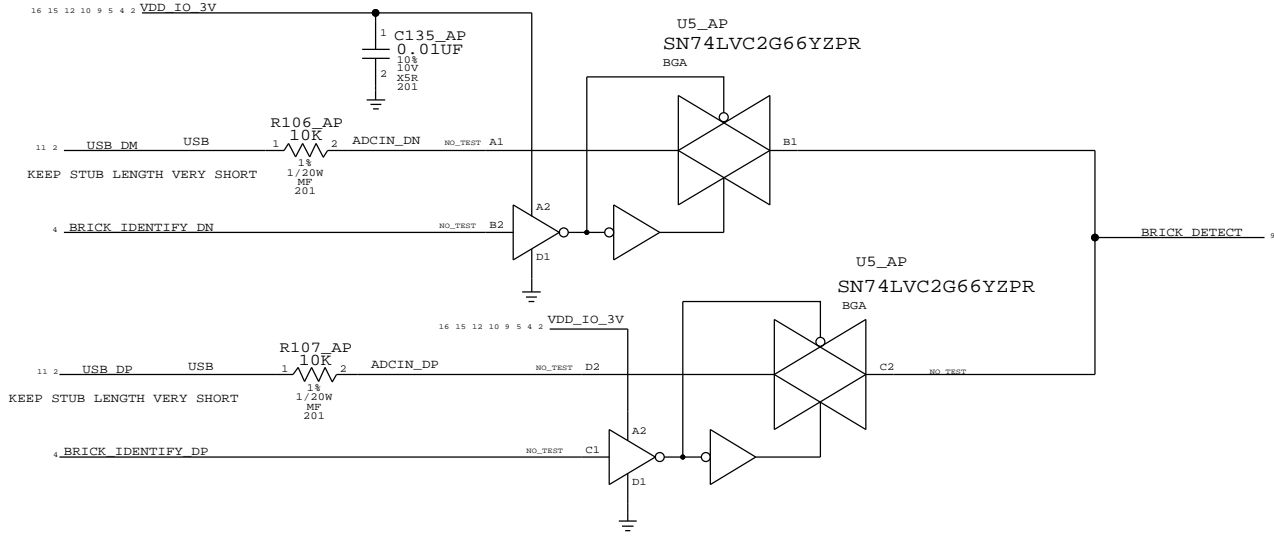 16 15 12 10 9 5 4 2 VDD_IO_3V
1 C135_AP
0.01UF
10%
10V
2 X5R
201
U5_AP
SN74LVC2G66YZPR
BGA
R106_AP
10K
11 2 USB_DM USB 1 2 ADCIN_DN NO_TEST A1 B1
1%
1/20W
MF
201
KEEP STUB LENGTH VERY SHORT
A2
4 BRICK_IDENTIFY_DN NO_TEST B2
D1
BRICK_DETECT 9
U5_AP
SN74LVC2G66YZPR
BGA
16 15 12 10 9 5 4 2 VDD_IO_3V
R107_AP
10K
11 2 USB_DP USB 1 2 ADCIN_DP NO_TEST D2 C2 NO_TEST
1%
1/20W
MF
201
KEEP STUB LENGTH VERY SHORT
A2
4 BRICK_IDENTIFY_DP NO_TEST C1
D1